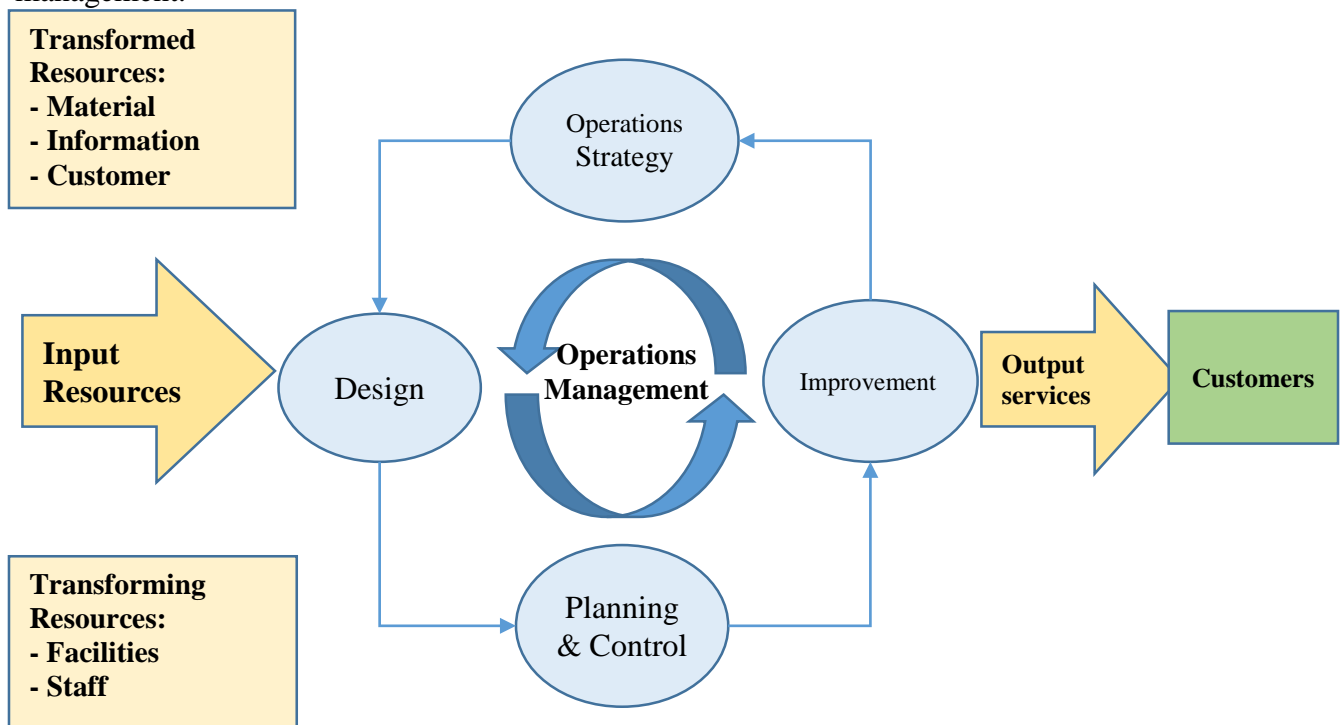 management.
Transformed
Resources:
- Material
- Information
- Customer
Operations
Strategy
Input
Resources
Design
Operations
Management
Improvement
Output
services
Customers
Transforming
Resources:
- Facilities
- Staff
Planning
& Control